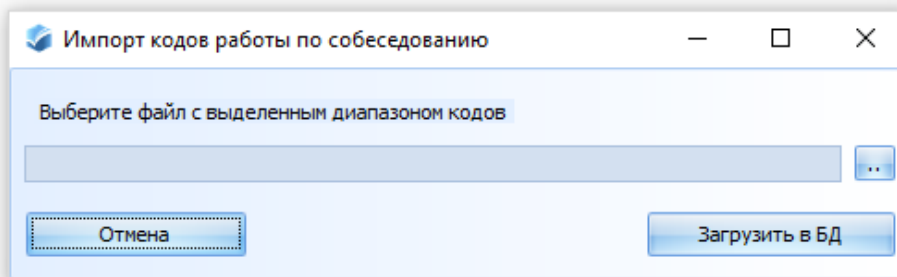 Импорт кодов работы по собеседованию
Выберите файл с выделенным диапазоном кодов
..
Отмена
Загрузить в БД